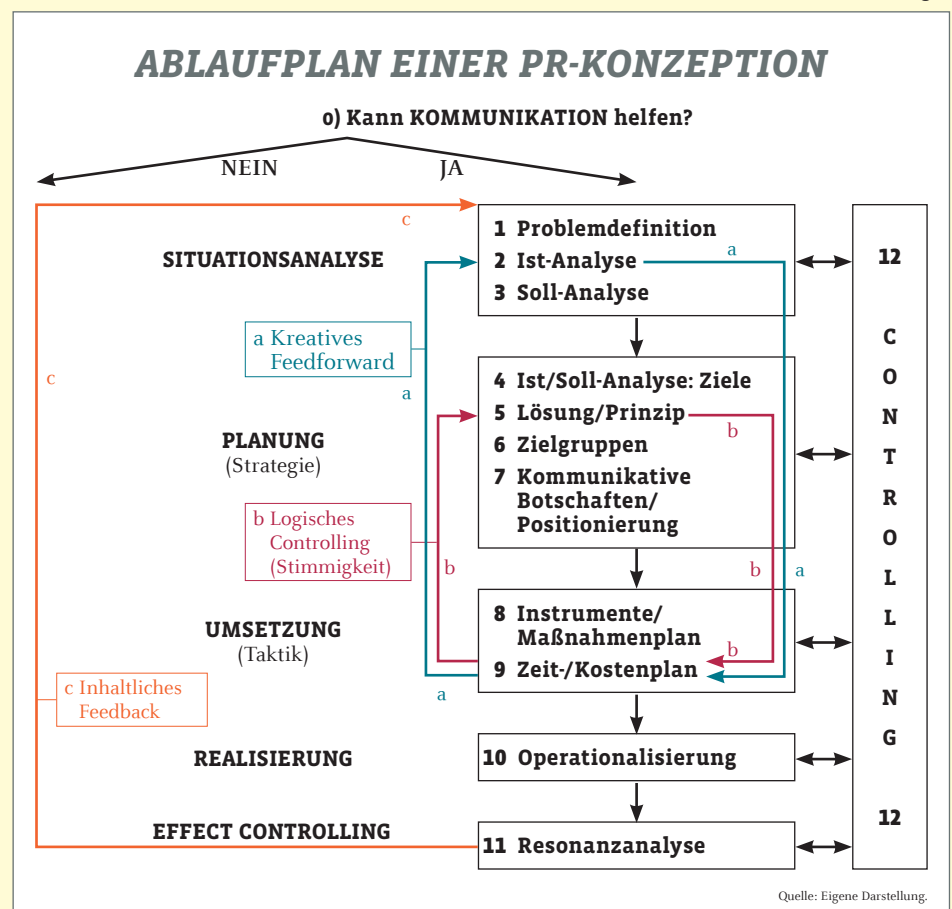 ABLAUFPLAN EINER PR-KONZEPTION
0) Kann KOMMUNIKATION helfen?
NEIN
JA
c
SITUATIONSANALYSE
1 Problemdefinition
2 Ist-Analyse
a
3 Soll-Analyse
12
a Kreatives
Feedforward
a
c
PLANUNG
(Strategie)
4 Ist/Soll-Analyse: Ziele
5 Lösung/Prinzip
b
6 Zielgruppen
7 Kommunikative
Botschaften/
Positionierung
b Logisches
Controlling
(Stimmigkeit)
b
b
a
UMSETZUNG
(Taktik)
8 Instrumente/
Maßnahmenplan
b
9 Zeit-/Kostenplan
a
c Inhaltliches
Feedback
REALISIERUNG
10 Operationalisierung
EFFECT CONTROLLING
11 Resonanzanalyse
C
O
N
T
R
O
L
L
I
N
G
12
Quelle: Eigene Darstellung.